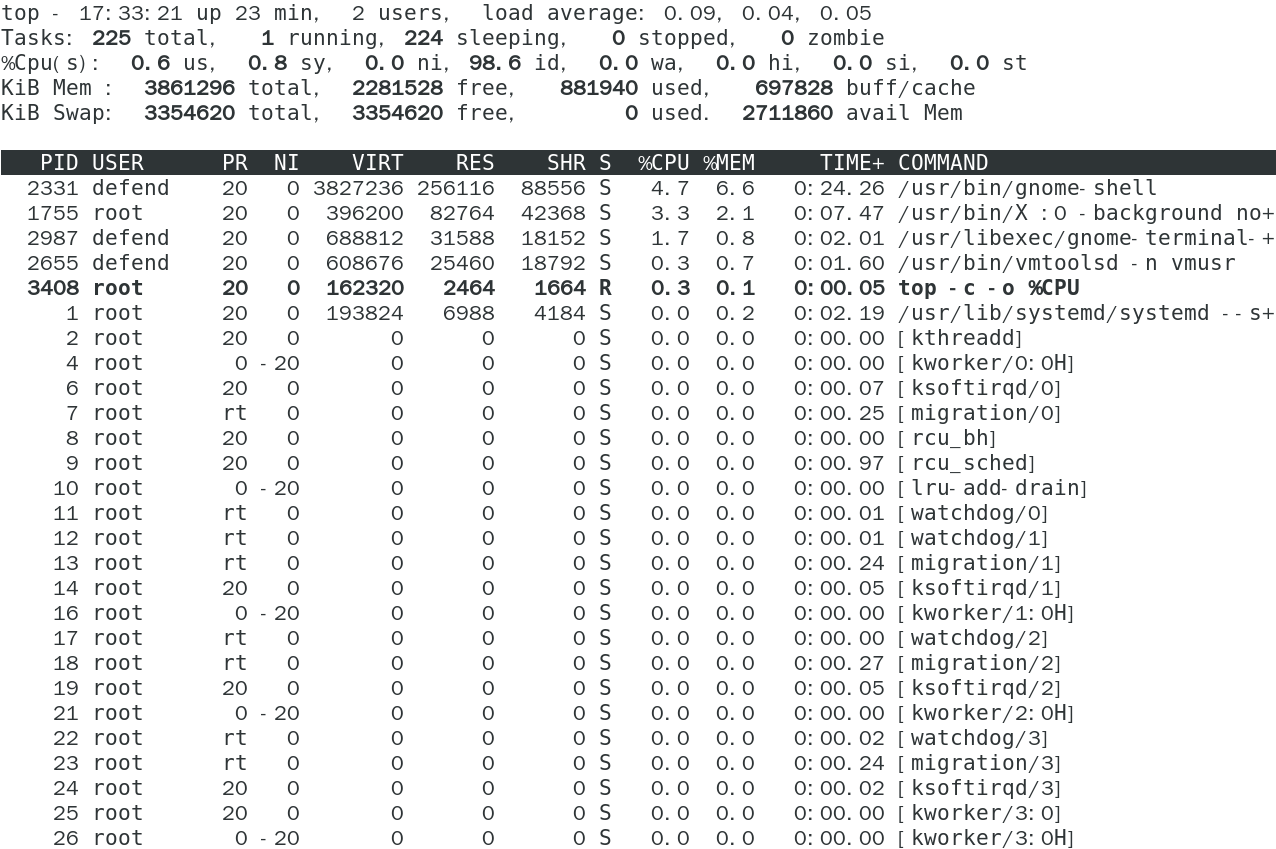 top - 17:33:21 up 23 min,  2 users,  load average: 0.09, 0.04, 0.05
Tasks: 225 total,   1 running, 224 sleeping,   0 stopped,   0 zombie
%Cpu(s):  0.6 us,  0.8 sy,  0.0 ni, 98.6 id,  0.0 wa,  0.0 hi,  0.0 si,  0.0 st
KiB Mem :  3861296 total,  2281528 free,   881940 used,   697828 buff/cache
KiB Swap:  3354620 total,  3354620 free,        0 used.  2711860 avail Mem
PID USER      PR  NI    VIRT    RES    SHR S  %CPU %MEM     TIME+ COMMAND
2331 defend    20   0 3827236 256116  88556 S   4.7  6.6   0:24.26 /usr/bin/gnome-shell
1755 root      20   0  396200  82764  42368 S   3.3  2.1   0:07.47 /usr/bin/X :0 -background no+
2987 defend    20   0  688812  31588  18152 S   1.7  0.8   0:02.01 /usr/libexec/gnome-terminal-+
2655 defend    20   0  608676  25460  18792 S   0.3  0.7   0:01.60 /usr/bin/vmtoolsd -n vmusr
3408 root      20   0  162320   2464   1664 R   0.3  0.1   0:00.05 top -c -o %CPU
1 root      20   0  193824   6988   4184 S   0.0  0.2   0:02.19 /usr/lib/systemd/systemd --s+
2 root      20   0       0      0      0 S   0.0  0.0   0:00.00 [kthreadd]
4 root       0 -20       0      0      0 S   0.0  0.0   0:00.00 [kworker/0:0H]
6 root      20   0       0      0      0 S   0.0  0.0   0:00.07 [ksoftirqd/0]
7 root      rt   0       0      0      0 S   0.0  0.0   0:00.25 [migration/0]
8 root      20   0       0      0      0 S   0.0  0.0   0:00.00 [rcu_bh]
9 root      20   0       0      0      0 S   0.0  0.0   0:00.97 [rcu_sched]
10 root       0 -20       0      0      0 S   0.0  0.0   0:00.00 [lru-add-drain]
11 root      rt   0       0      0      0 S   0.0  0.0   0:00.01 [watchdog/0]
12 root      rt   0       0      0      0 S   0.0  0.0   0:00.01 [watchdog/1]
13 root      rt   0       0      0      0 S   0.0  0.0   0:00.24 [migration/1]
14 root      20   0       0      0      0 S   0.0  0.0   0:00.05 [ksoftirqd/1]
16 root       0 -20       0      0      0 S   0.0  0.0   0:00.00 [kworker/1:0H]
17 root      rt   0       0      0      0 S   0.0  0.0   0:00.00 [watchdog/2]
18 root      rt   0       0      0      0 S   0.0  0.0   0:00.27 [migration/2]
19 root      20   0       0      0      0 S   0.0  0.0   0:00.05 [ksoftirqd/2]
21 root       0 -20       0      0      0 S   0.0  0.0   0:00.00 [kworker/2:0H]
22 root      rt   0       0      0      0 S   0.0  0.0   0:00.02 [watchdog/3]
23 root      rt   0       0      0      0 S   0.0  0.0   0:00.24 [migration/3]
24 root      20   0       0      0      0 S   0.0  0.0   0:00.02 [ksoftirqd/3]
25 root      20   0       0      0      0 S   0.0  0.0   0:00.00 [kworker/3:0]
26 root       0 -20       0      0      0 S   0.0  0.0   0:00.00 [kworker/3:0H]